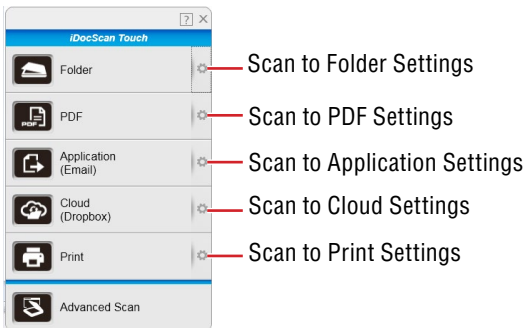 ? ×
iDocScan Touch
Folder
Scan to Folder Settings
PDF
PDF
Scan to PDF Settings
Application
(Email)
Scan to Application Settings
Cloud
(Dropbox)
Scan to Cloud Settings
Print
Scan to Print Settings
Advanced Scan